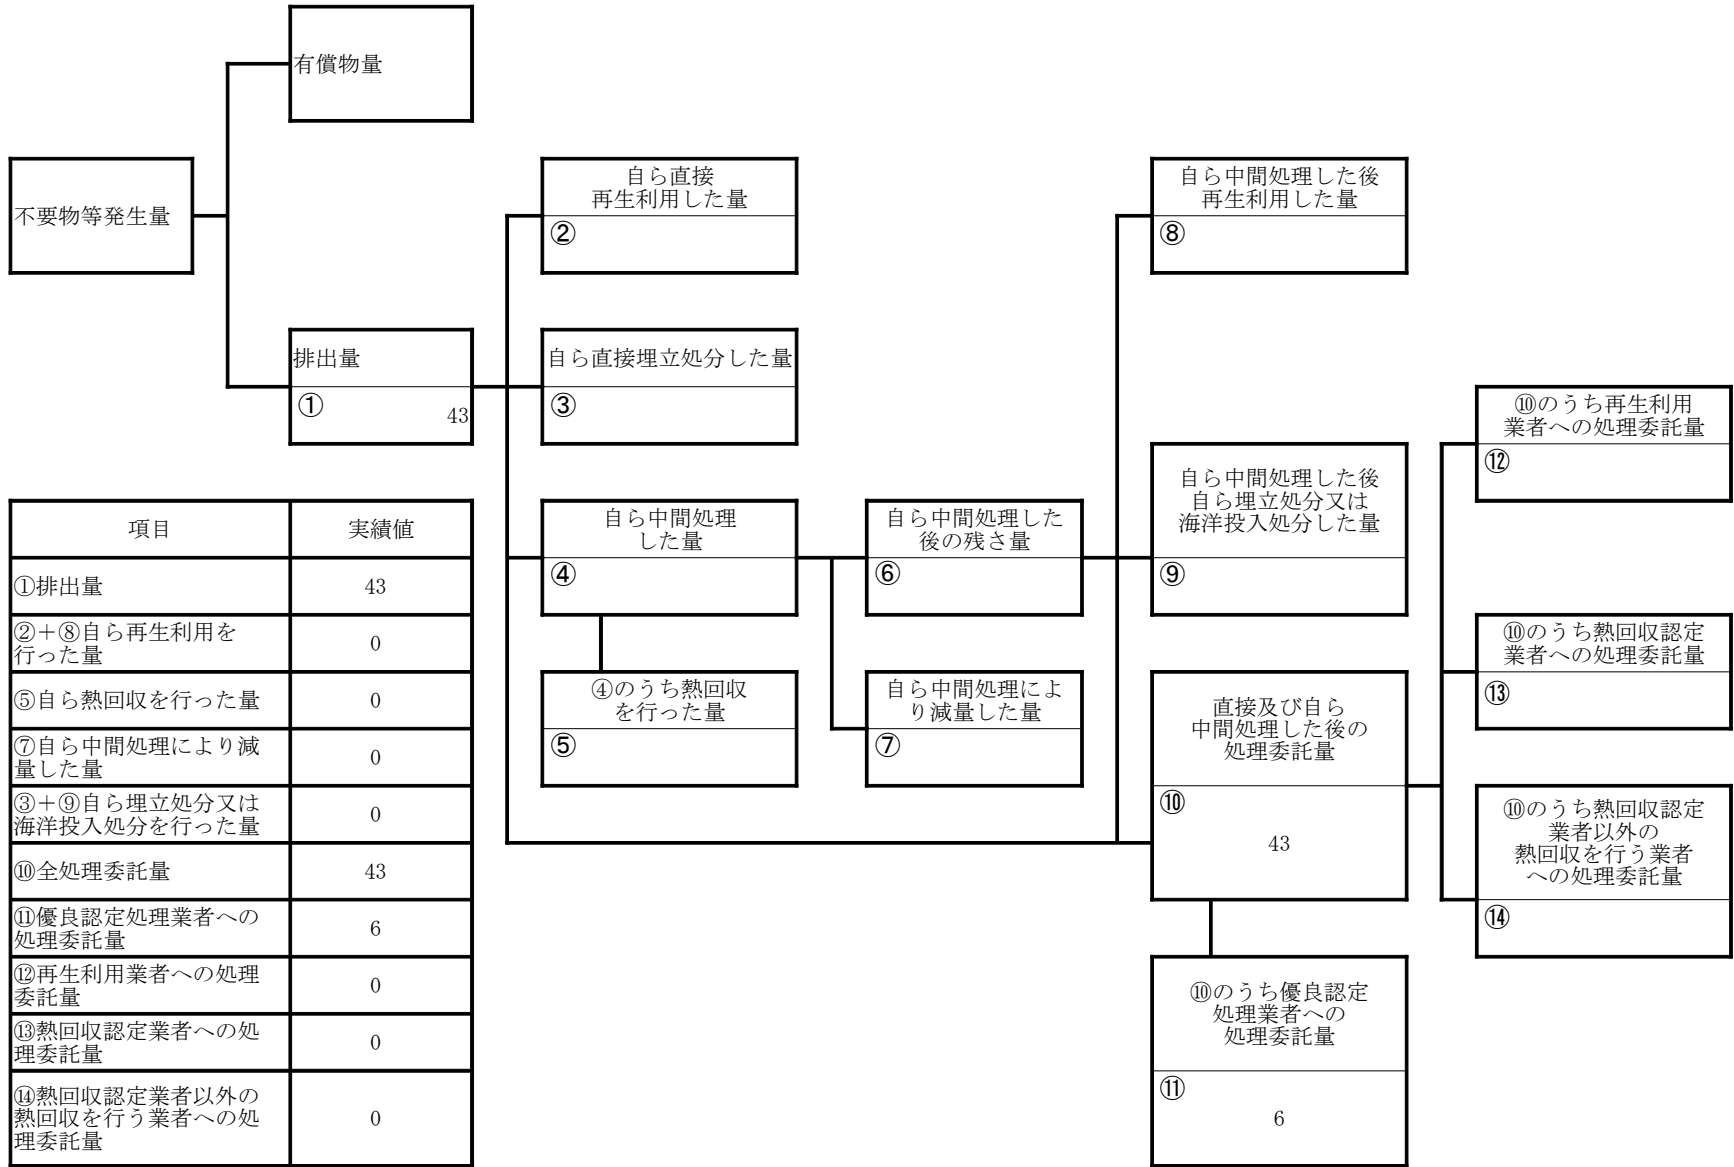 有償物量
不要物等発生量
自ら直接
再生利用した量
②
自ら中間処理した後
再生利用した量
⑧
排出量
①
43
自ら直接埋立処分した量
③
⑩のうち再生利用
業者への処理委託量
⑫
自ら中間処理
した量
④
自ら中間処理した
後の残さ量
⑥
自ら中間処理した後
自ら埋立処分又は
海洋投入処分した量
⑨
⑩のうち熱回収認定
業者への処理委託量
⑬
④のうち熱回収
を行った量
⑤
自ら中間処理によ
り減量した量
⑦
直接及び自ら
中間処理した後の
処理委託量
⑩
43
⑩のうち熱回収認定
業者以外の
熱回収を行う業者
への処理委託量
⑭
⑩のうち優良認定
処理業者への
処理委託量
⑪
6
項目 実績値
①排出量 43
②＋⑧自ら再生利用を
行った量 0
⑤自ら熱回収を行った量 0
⑦自ら中間処理により減
量した量 0
③＋⑨自ら埋立処分又は
海洋投入処分を行った量 0
⑩全処理委託量 43
⑪優良認定処理業者への
処理委託量 6
⑫再生利用業者への処理
委託量 0
⑬熱回収認定業者への処
理委託量 0
⑭熱回収認定業者以外の
熱回収を行う業者への処
理委託量 0